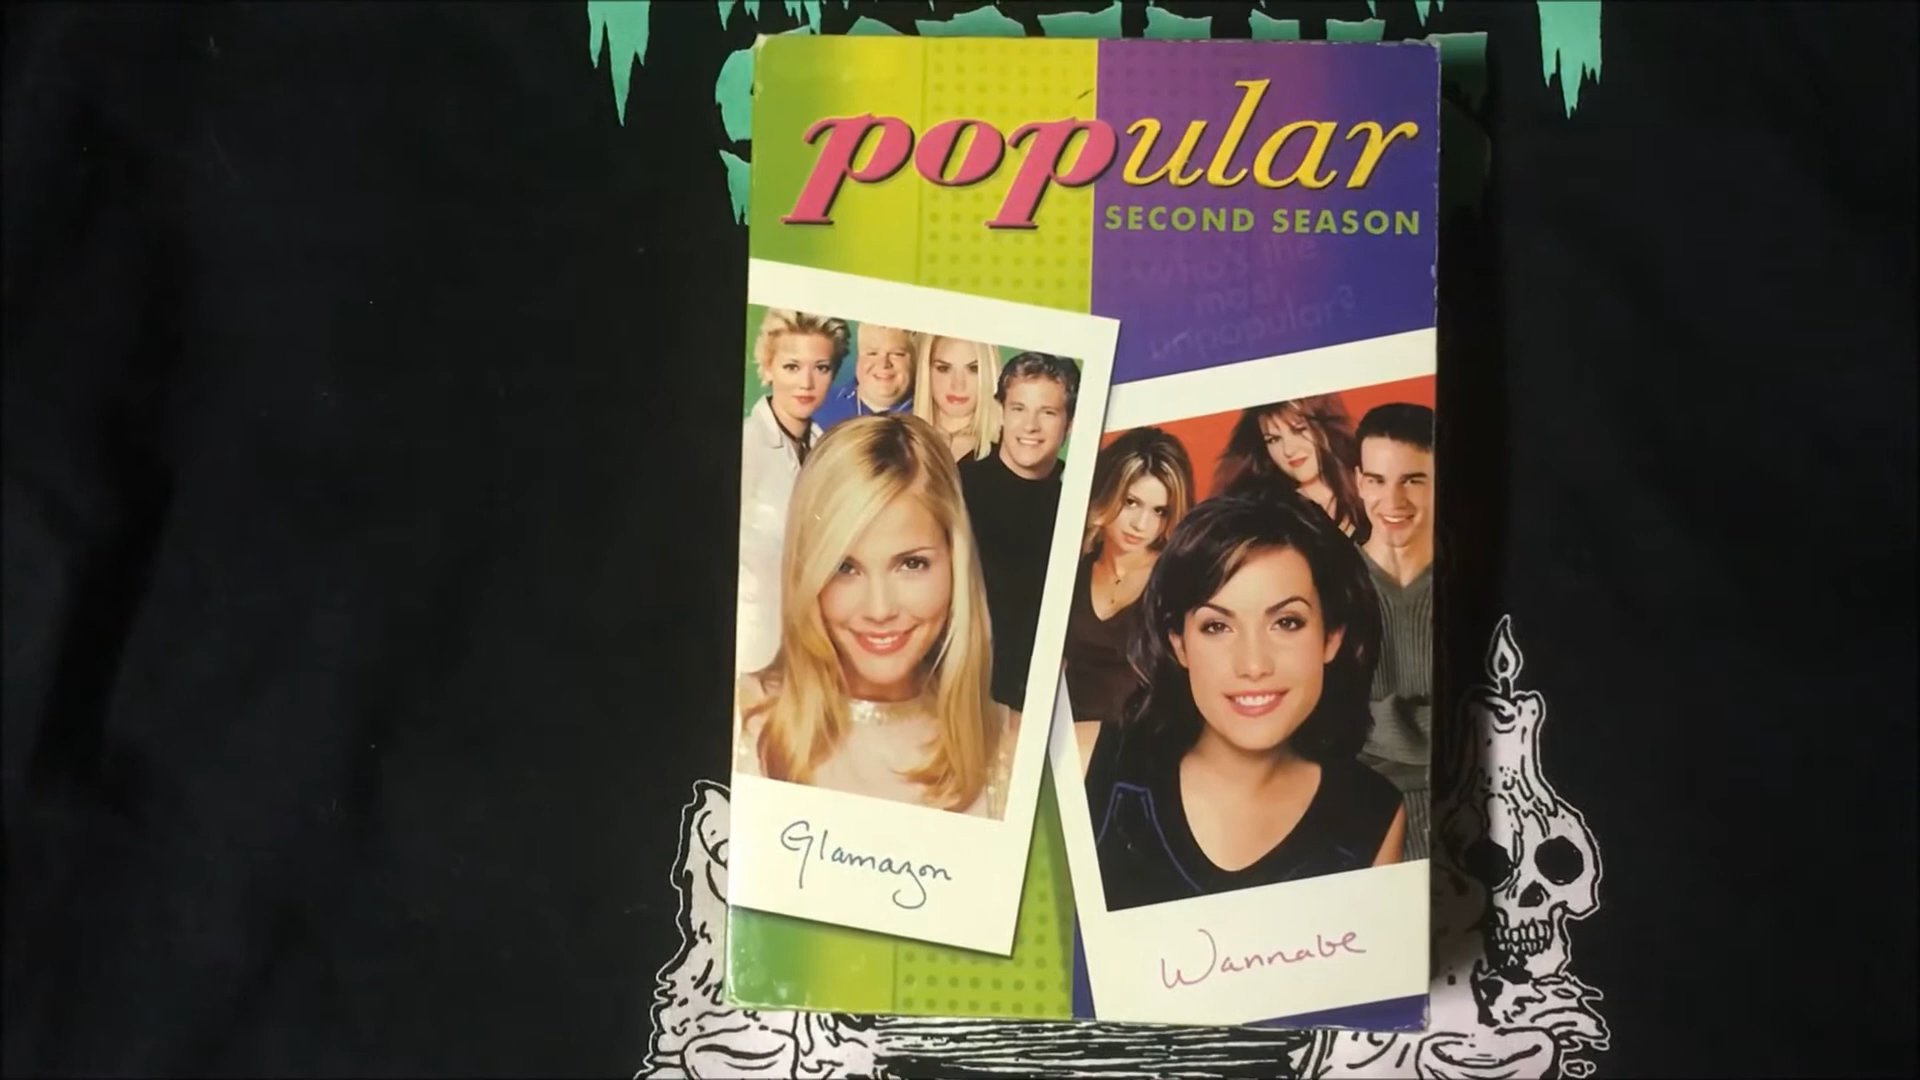 popular
SECOND SEASON
who's the
most
unpopular?
Glamazon
Wannabe